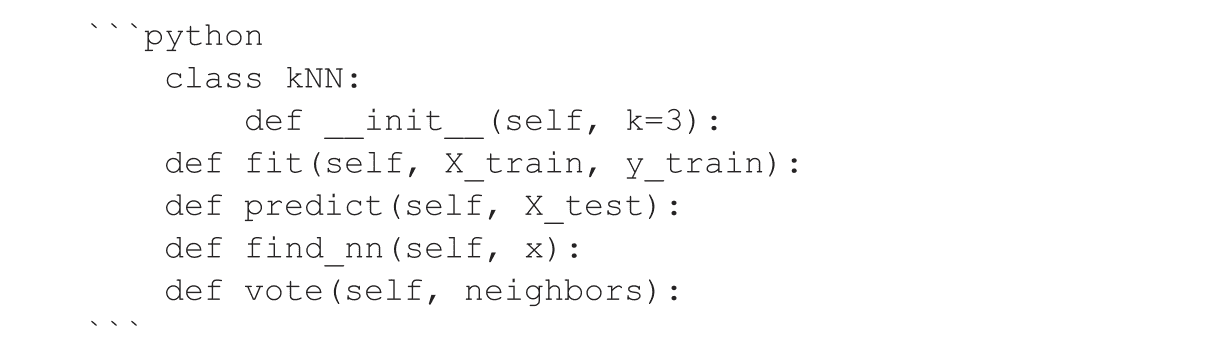 ```python
    class kNN:
        def __init__(self, k=3):
    def fit(self, X_train, y_train):
    def predict(self, X_test):
    def find_nn(self, x):
    def vote(self, neighbors):
```